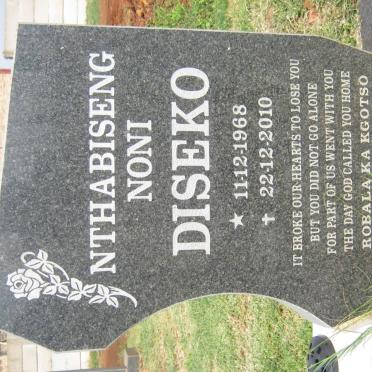 NTHABISENG
NONI
DISEKO
★ 11-12-1968
✝ 22-12-2010
IT BROKE OUR HEARTS TO LOSE YOU
BUT YOU DID NOT GO ALONE
FOR PART OF US WENT WITH YOU
THE DAY GOD CALLED YOU HOME
ROBALA KA KGOTSO